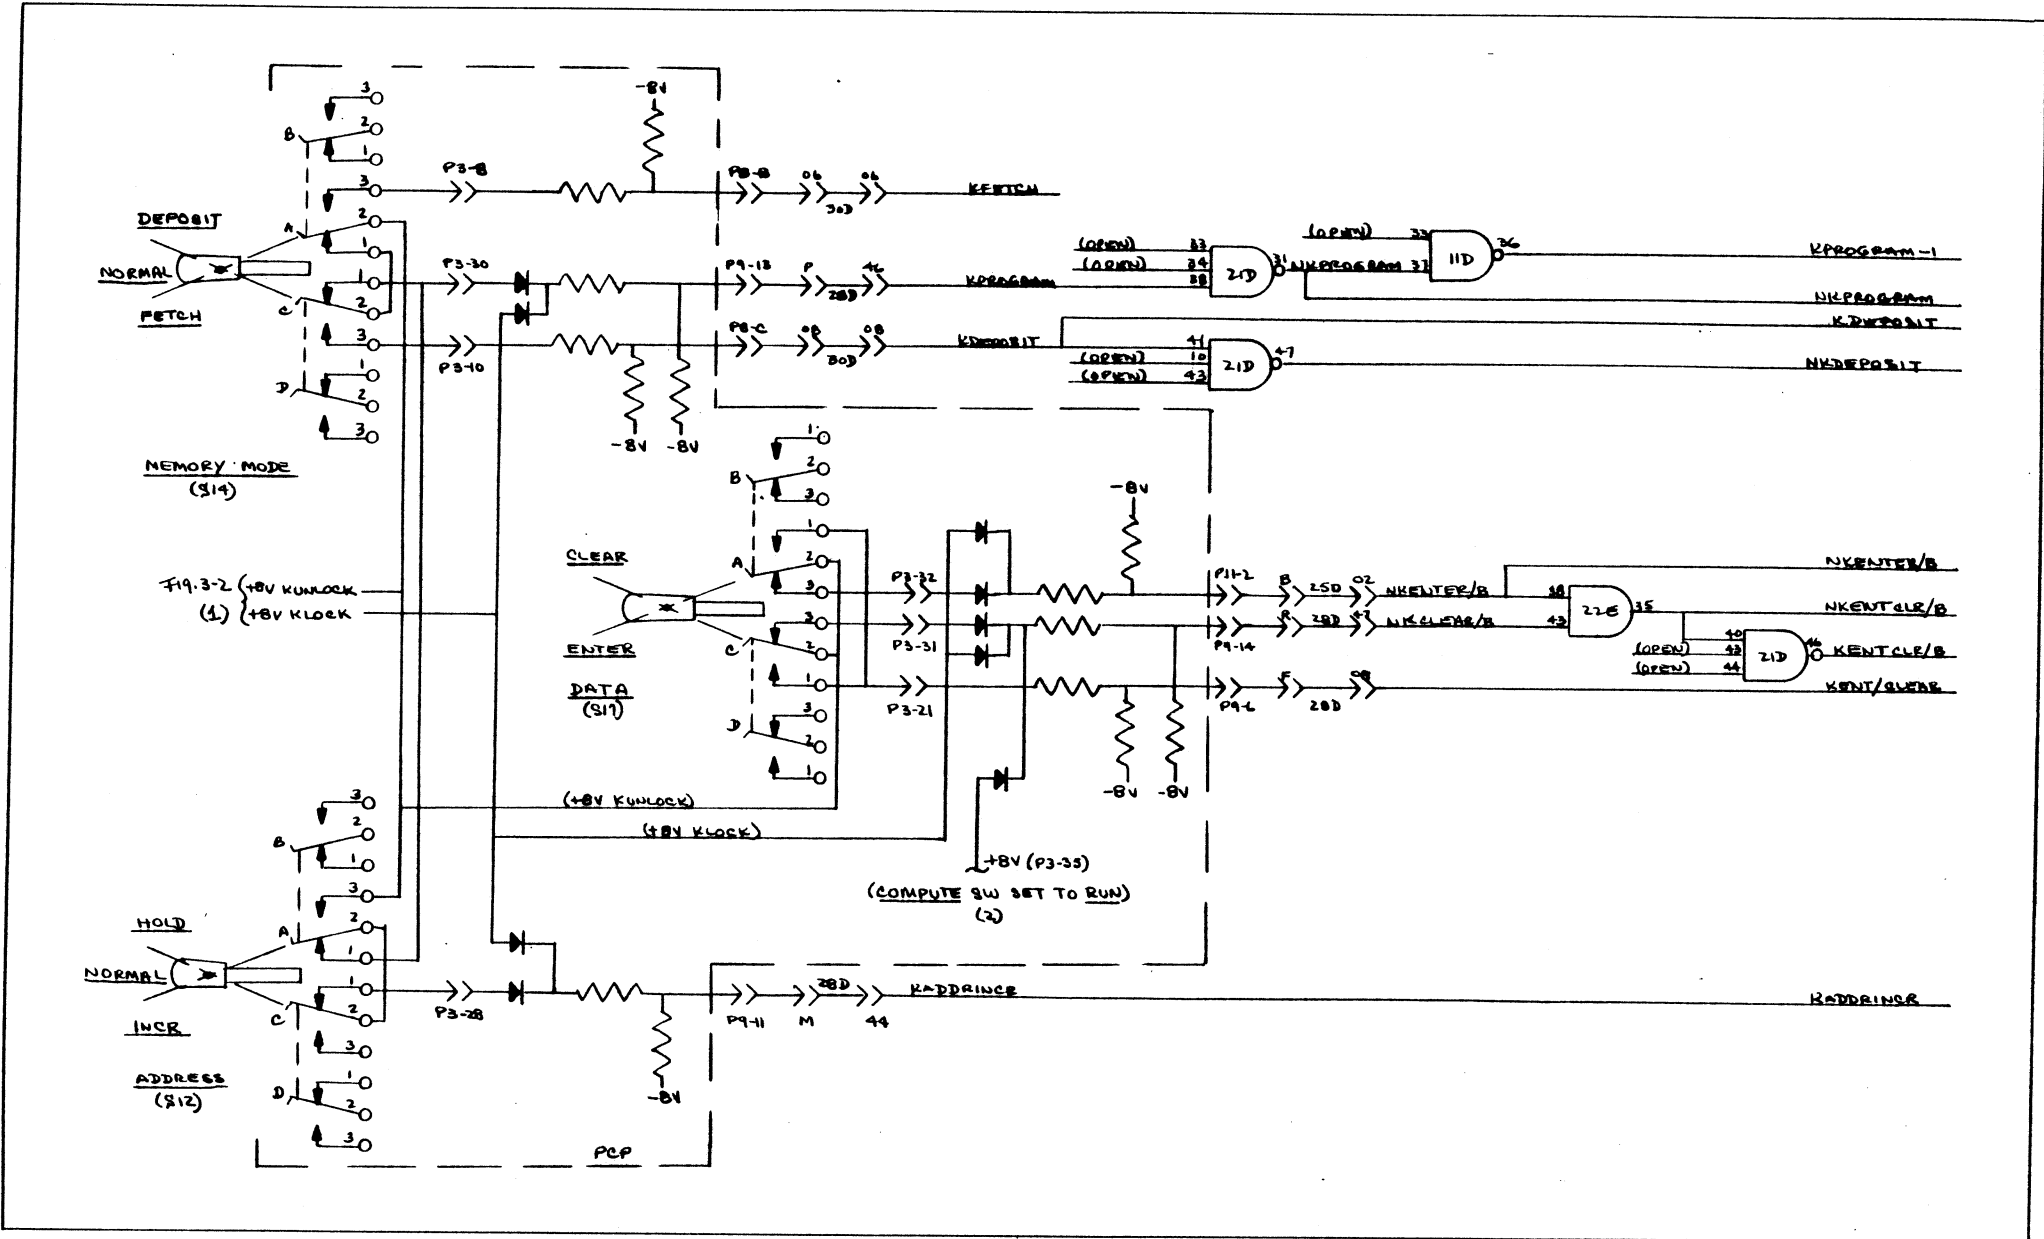 -8V
3
2
B
1
P3-8
P8-B
06
06
3
KFETCH
30D
DEPOSIT
2
A
1
(OPEN)
33
36
11D
KPROGRAM-1
NORMAL
1
P3-30
P9-13
P
46
(OPEN)
33
(OPEN)
34
31
NKPROGRAM
37
21D
KPROGRAM
38
28D
NKPROGRAM
C
2
FETCH
KDEPOSIT
3
P3-10
P8-C
08
08
KDEPOSIT
41
47
30D
(OPEN)
10
21D
NKDEPOSIT
(OPEN)
43
1
D
2
3
-8V
-8V
MEMORY MODE
(S14)
1
2
B
3
-8V
1
CLEAR
2
A
3
P3-32
P11-2
B
25D
02
NKENTER/B
38
NKENTER/B
FIG. 3-2
+8V KUNLOCK
(1)
+8V KLOCK
22E
35
NKENTCLR/B
3
P3-31
P9-14
R
28D
47
NKCLEAR/B
43
ENTER
C
2
40
(OPEN)
43
(OPEN)
44
21D
46
KENTCLR/B
DATA
(S17)
1
P3-21
P9-6
F
28D
08
KENT/CLEAR
3
D
2
1
-8V
-8V
(+8V KUNLOCK)
(+8V KLOCK)
+8V (P3-35)
(COMPUTE SW SET TO RUN)
(2)
3
2
B
1
3
HOLD
2
A
1
NORMAL
1
P3-28
P9-11
28D
M
44
KADDRINCR
KADDRINCR
C
2
INCR
3
ADDRESS
(S12)
1
D
2
3
-8V
PCP